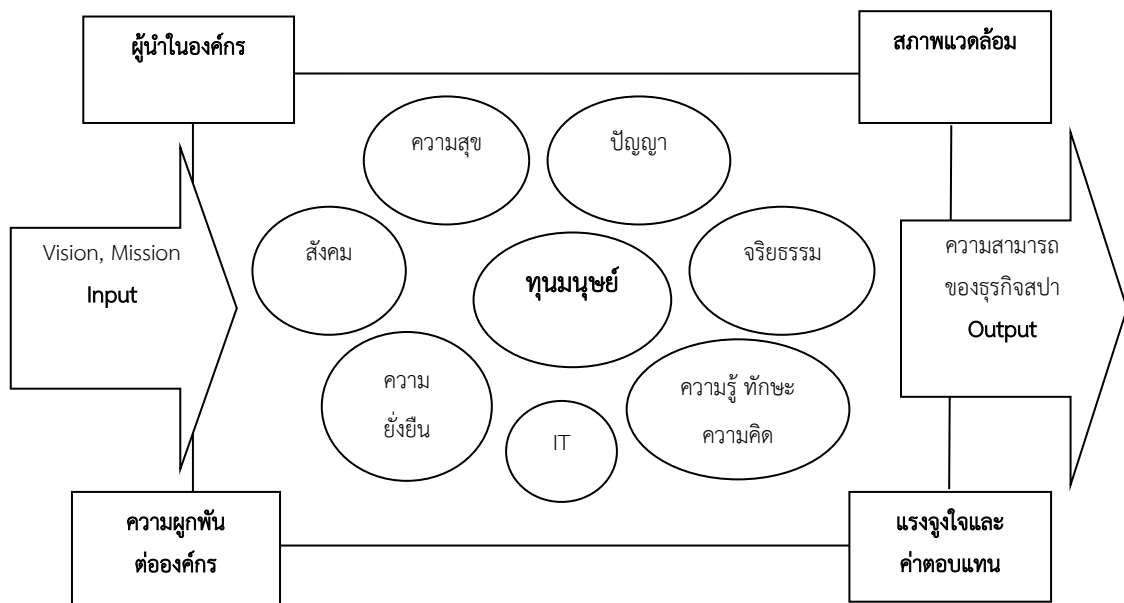 ผู้นำในองค์กร
สภาพแวดล้อม
ความสุข
ปัญญา
สังคม
จริยธรรม
ทุนมนุษย์
Vision, Mission
Input
ความสามารถ
ของธุรกิจสปา
Output
ความ
ยั่งยืน
IT
ความรู้ ทักษะ
ความคิด
ความผูกพัน
ต่อองค์กร
แรงจูงใจและ
ค่าตอบแทน